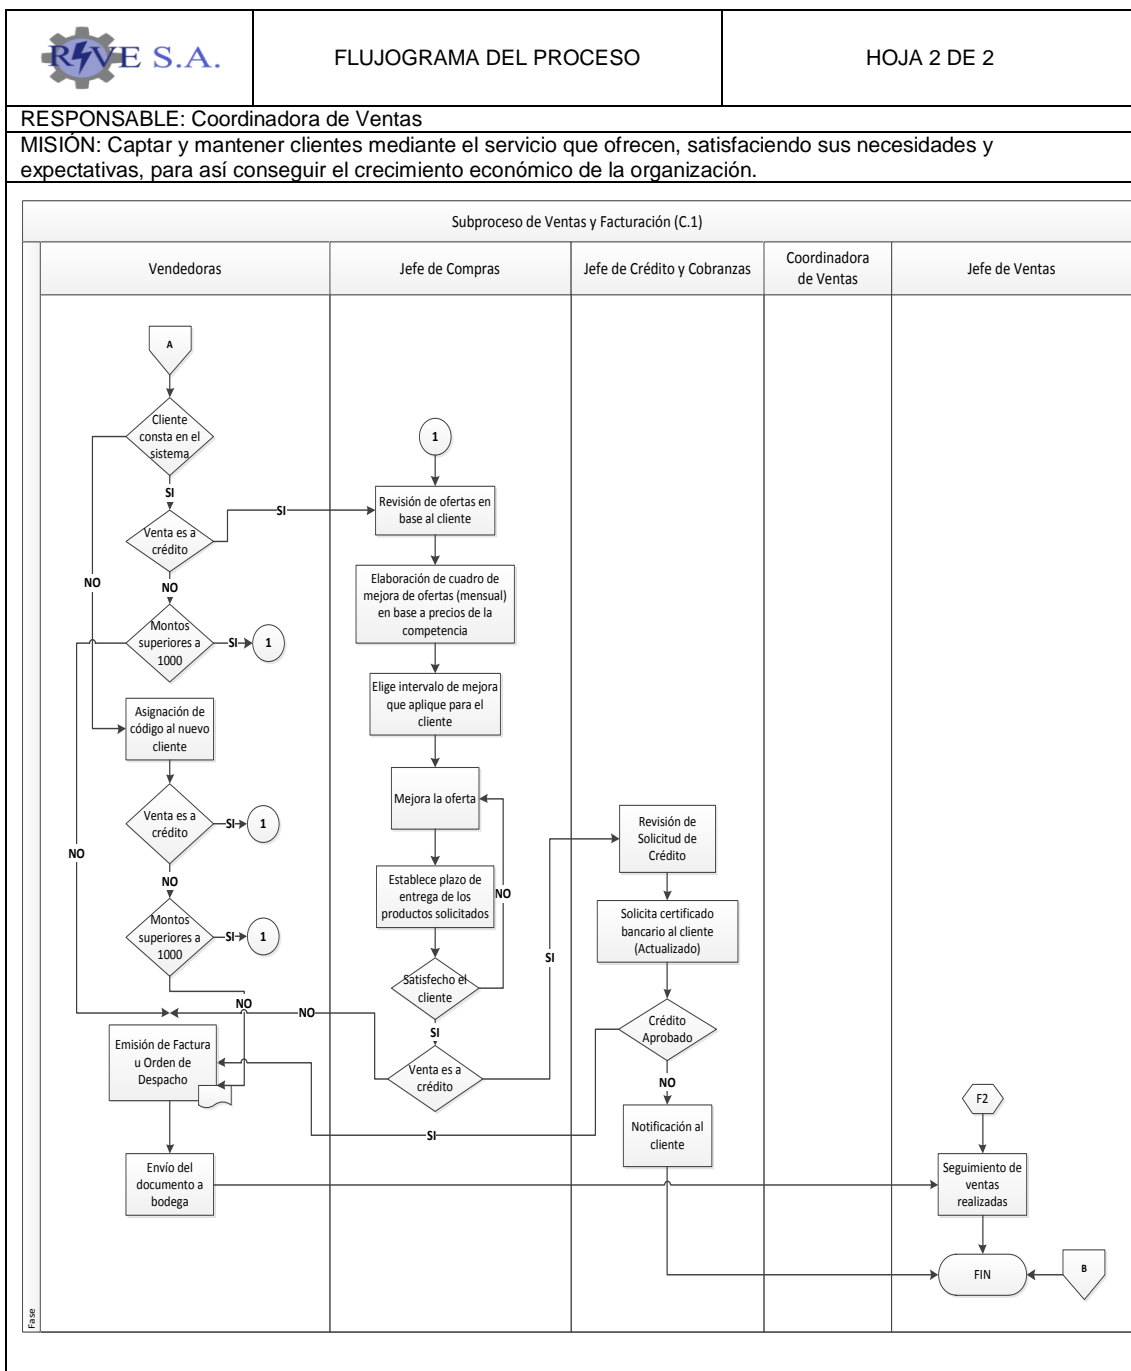 RIVE S.A.
FLUJOGRAMA DEL PROCESO
HOJA 2 DE 2
RESPONSABLE: Coordinadora de Ventas
MISIÓN: Captar y mantener clientes mediante el servicio que ofrecen, satisfaciendo sus necesidades y
expectativas, para así conseguir el crecimiento económico de la organización.
Subproceso de Ventas y Facturación (C.1)
Vendedoras
Jefe de Compras
Jefe de Crédito y Cobranzas
Coordinadora
de Ventas
Jefe de Ventas
A
Cliente
consta en el
sistema
SI
Venta es a
crédito
SI
NO
NO
Montos
superiores a
1000
SI
1
Asignación de
código al nuevo
cliente
Venta es a
crédito
SI
1
NO
NO
Montos
superiores a
1000
SI
1
NO
NO
Emisión de Factura
u Orden de
Despacho
Envío del
documento a
bodega
1
Revisión de ofertas en
base al cliente
Elaboración de cuadro de
mejora de ofertas (mensual)
en base a precios de la
competencia
Elige intervalo de mejora
que aplique para el
cliente
Mejora la oferta
Establece plazo de
entrega de los
productos solicitados
NO
Satisfecho el
cliente
SI
Venta es a
crédito
SI
SI
Revisión de
Solicitud de
Crédito
Solicita certificado
bancario al cliente
(Actualizado)
Crédito
Aprobado
NO
Notificación al
cliente
F2
Seguimiento de
ventas
realizadas
FIN
B
Fase